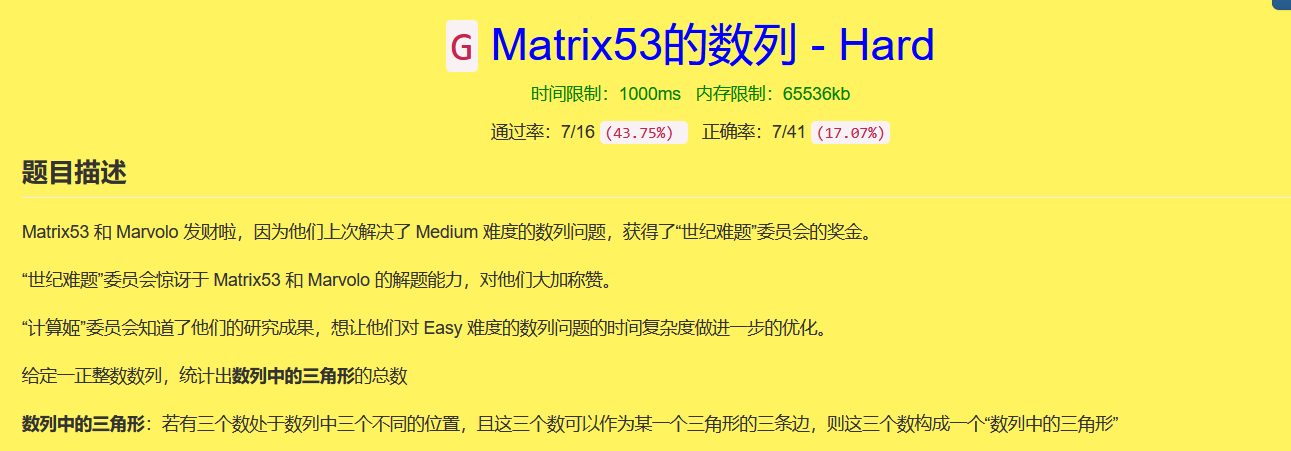 G Matrix53的数列 - Hard
时间限制：1000ms 内存限制：65536kb
通过率：7/16 (43.75%) 正确率：7/41 (17.07%)
题目描述
Matrix53 和 Marvolo 发财啦，因为他们上次解决了 Medium 难度的数列问题，获得了“世纪难题”委员会的奖金。
“世纪难题”委员会惊讶于 Matrix53 和 Marvolo 的解题能力，对他们大加称赞。
“计算姬”委员会知道了他们的研究成果，想让他们对 Easy 难度的数列问题的时间复杂度做进一步的优化。
给定一正整数数列，统计出数列中的三角形的总数
数列中的三角形：若有三个数处于数列中三个不同的位置，且这三个数可以作为某一个三角形的三条边，则这三个数构成一个“数列中的三角形”